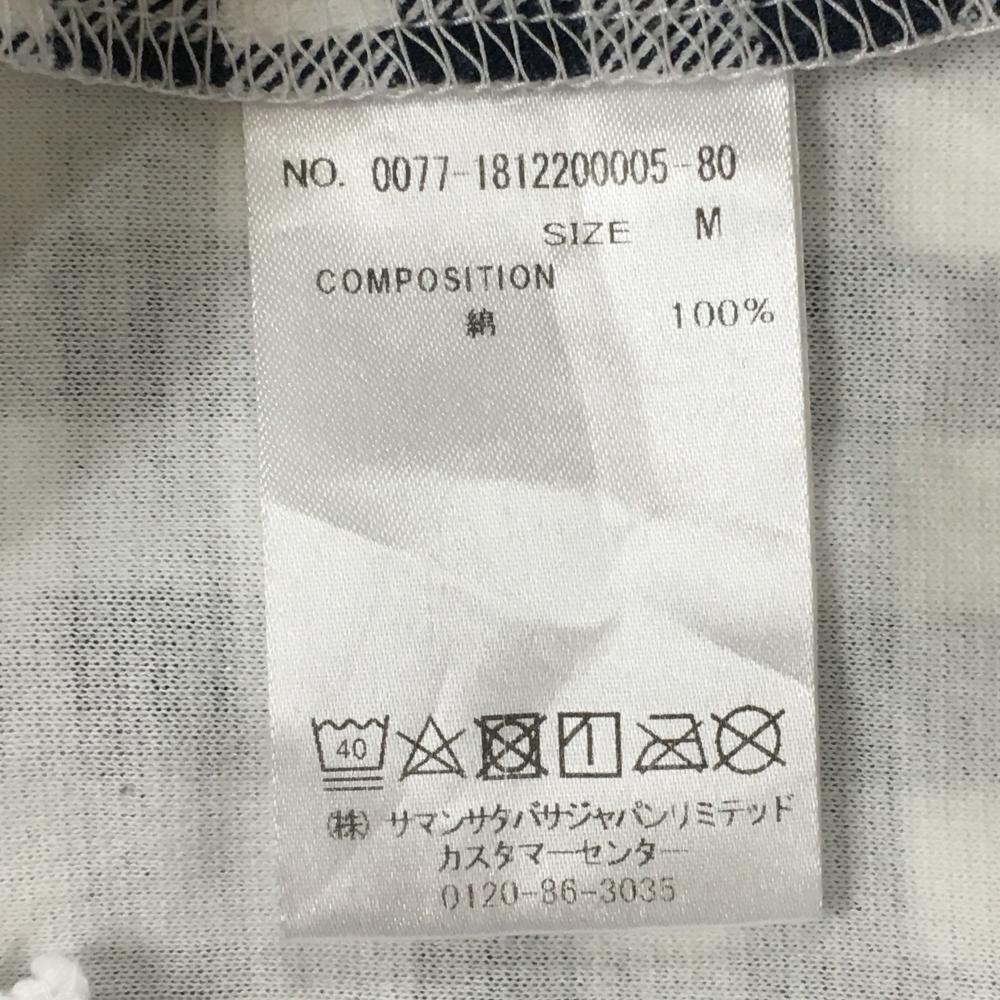 NO. 0077-1812200005-80
SIZE M
COMPOSITION
綿 100%
40
(株) サマンサタバサジャパンリミテッド
カスタマーセンター
0120-86-3035